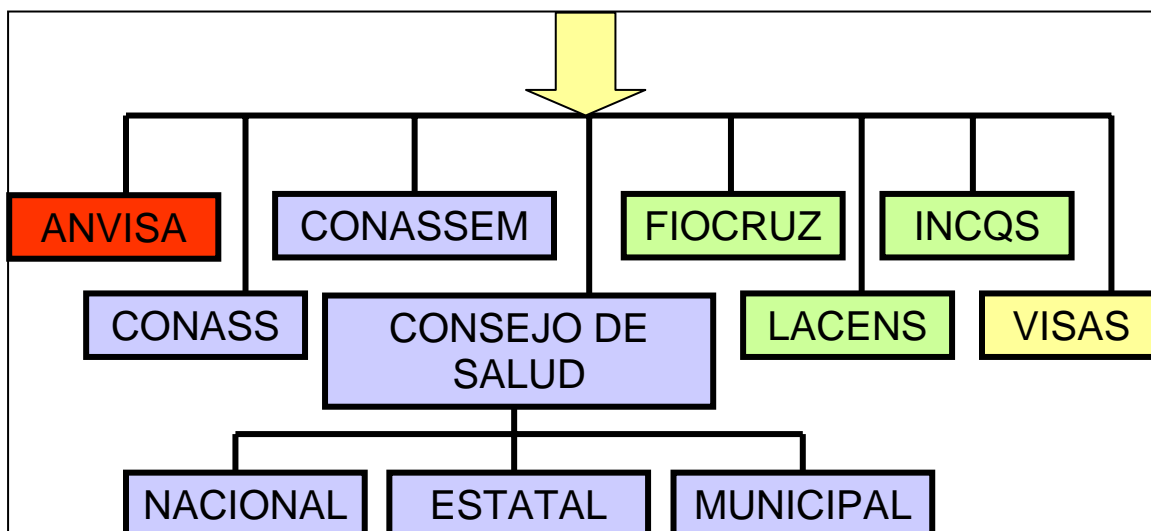 ANVISA
CONASSEM
FIOCRUZ
INCQS
CONASS
CONSEJO DE
SALUD
LACENS
VISAS
NACIONAL
ESTATAL
MUNICIPAL